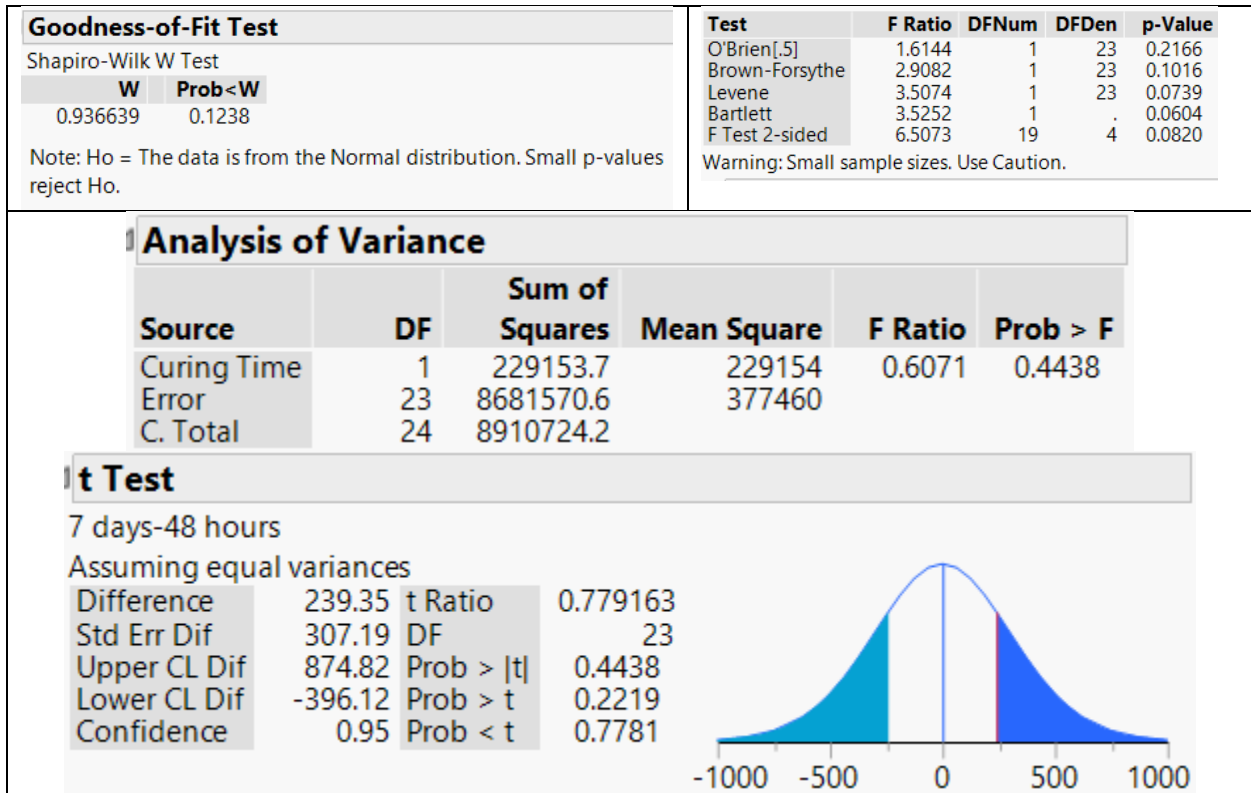 Goodness-of-Fit Test
Shapiro-Wilk W Test
W Prob<W
0.936639 0.1238
Note: Ho = The data is from the Normal distribution. Small p-values
reject Ho.
Test F Ratio DFNum DFDen p-Value
O'Brien[.5] 1.6144 1 23 0.2166
Brown-Forsythe 2.9082 1 23 0.1016
Levene 3.5074 1 23 0.0739
Bartlett 3.5252 1 . 0.0604
F Test 2-sided 6.5073 19 4 0.0820
Warning: Small sample sizes. Use Caution.
Analysis of Variance
Sum of
Source DF Squares Mean Square F Ratio Prob > F
Curing Time 1 229153.7 229154 0.6071 0.4438
Error 23 8681570.6 377460
C. Total 24 8910724.2
t Test
7 days-48 hours
Assuming equal variances
Difference 239.35 t Ratio 0.779163
Std Err Dif 307.19 DF 23
Upper CL Dif 874.82 Prob > |t| 0.4438
Lower CL Dif -396.12 Prob > t 0.2219
Confidence 0.95 Prob < t 0.7781
-1000 -500 0 500 1000